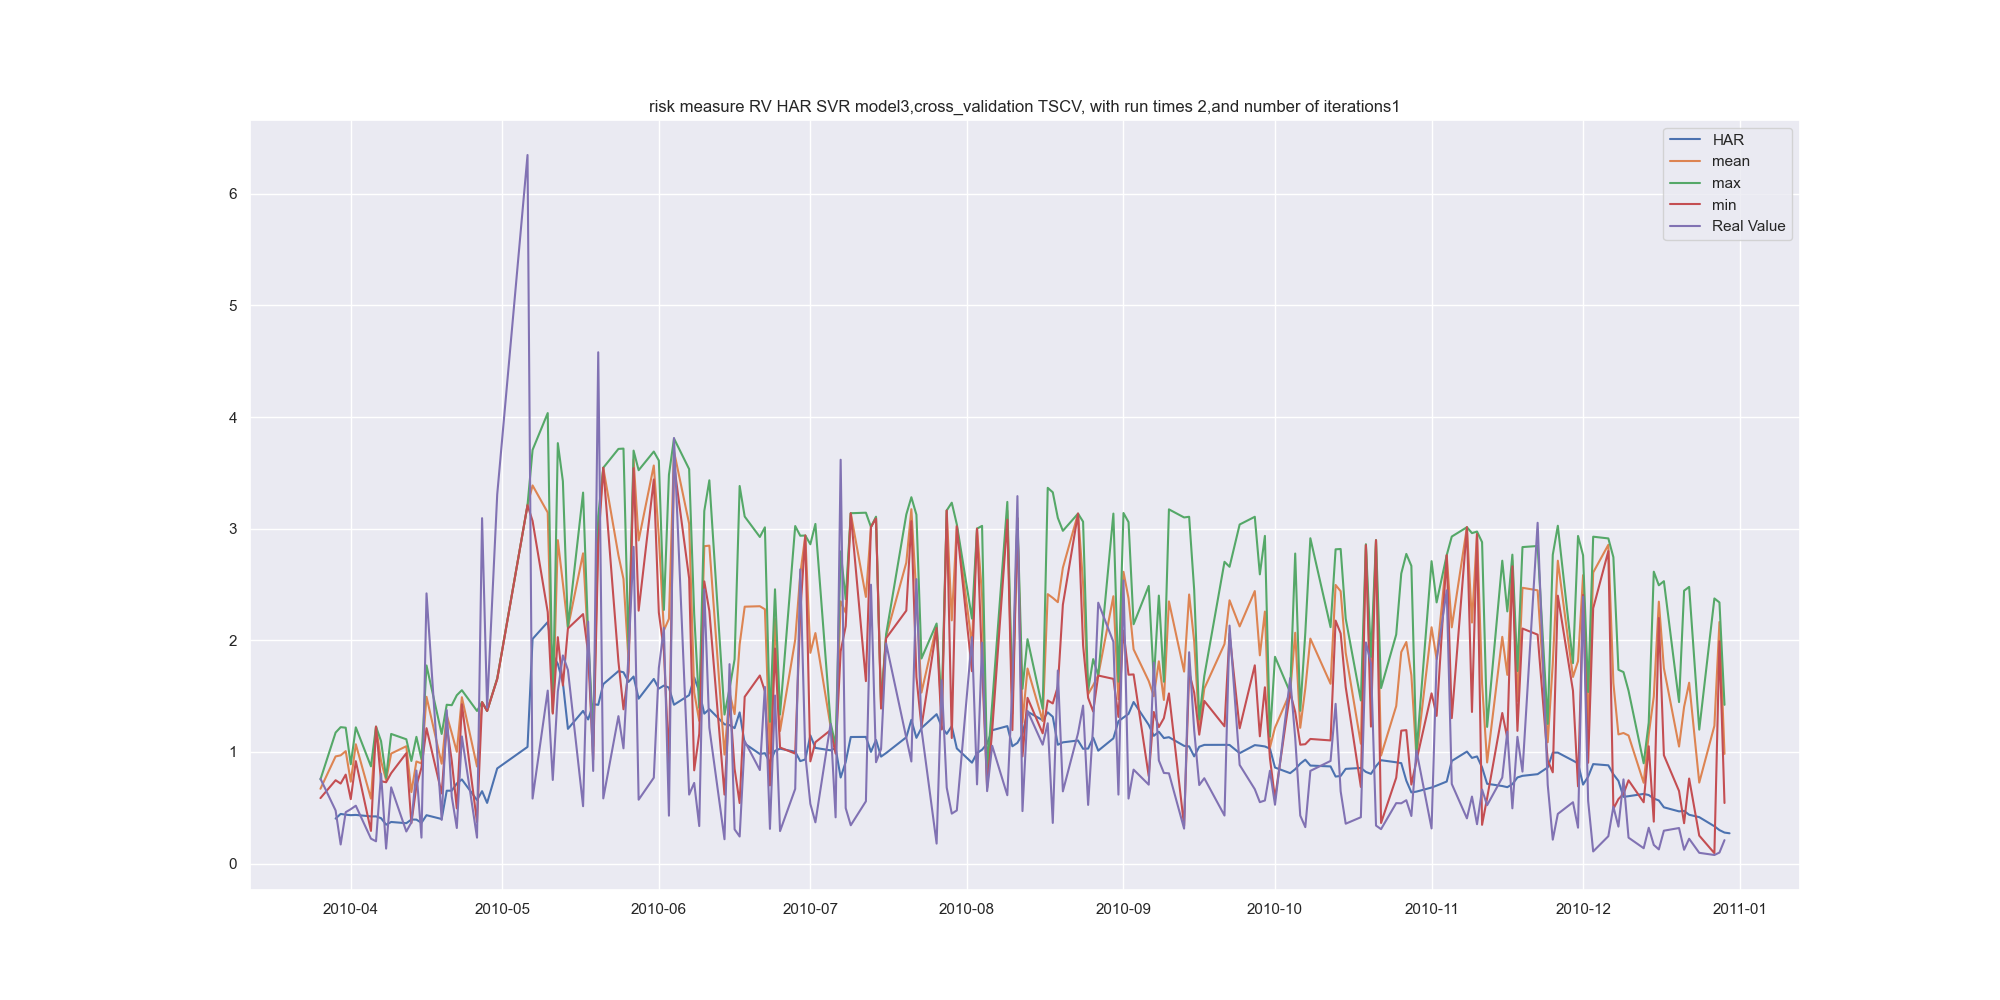 risk measure RV HAR SVR model3,cross_validation TSCV, with run times 2,and number of iterations1
HAR
mean
max
min
Real Value
6
5
4
3
2
1
0
2010-04
2010-05
2010-06
2010-07
2010-08
2010-09
2010-10
2010-11
2010-12
2011-01